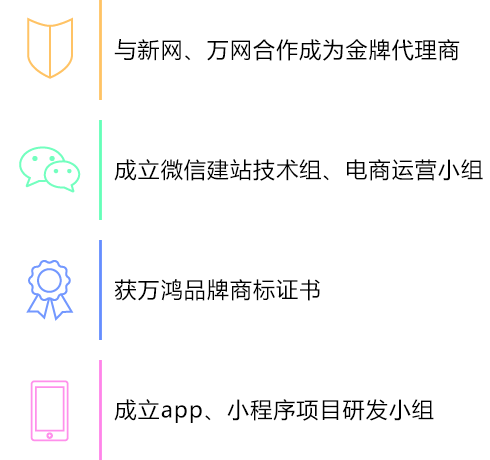 与新网、万网合作成为金牌代理商
成立微信建站技术组、电商运营小组
获万鸿品牌商标证书
成立app、小程序项目研发小组